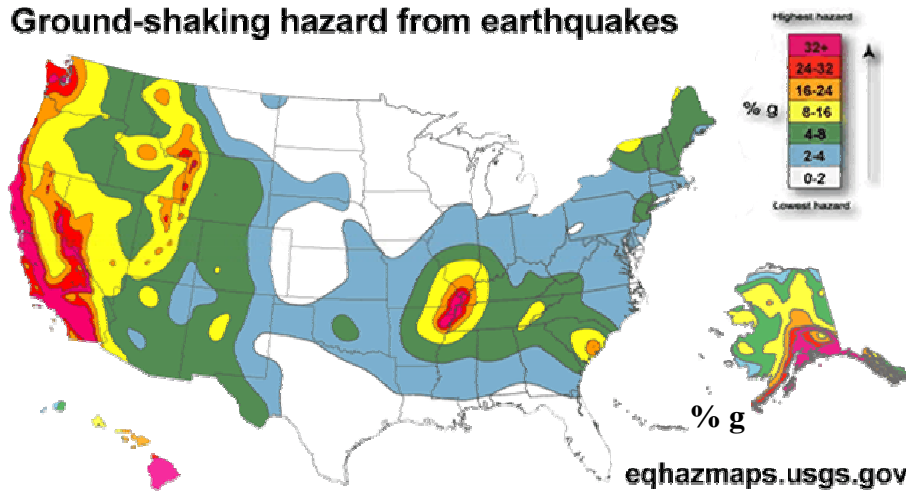 Ground-shaking hazard from earthquakes
Highest hazard
32+
24-32
16-24
8-16
4-8
2-4
0-2
% g
Lowest hazard
% g
eqhazmaps.usgs.gov